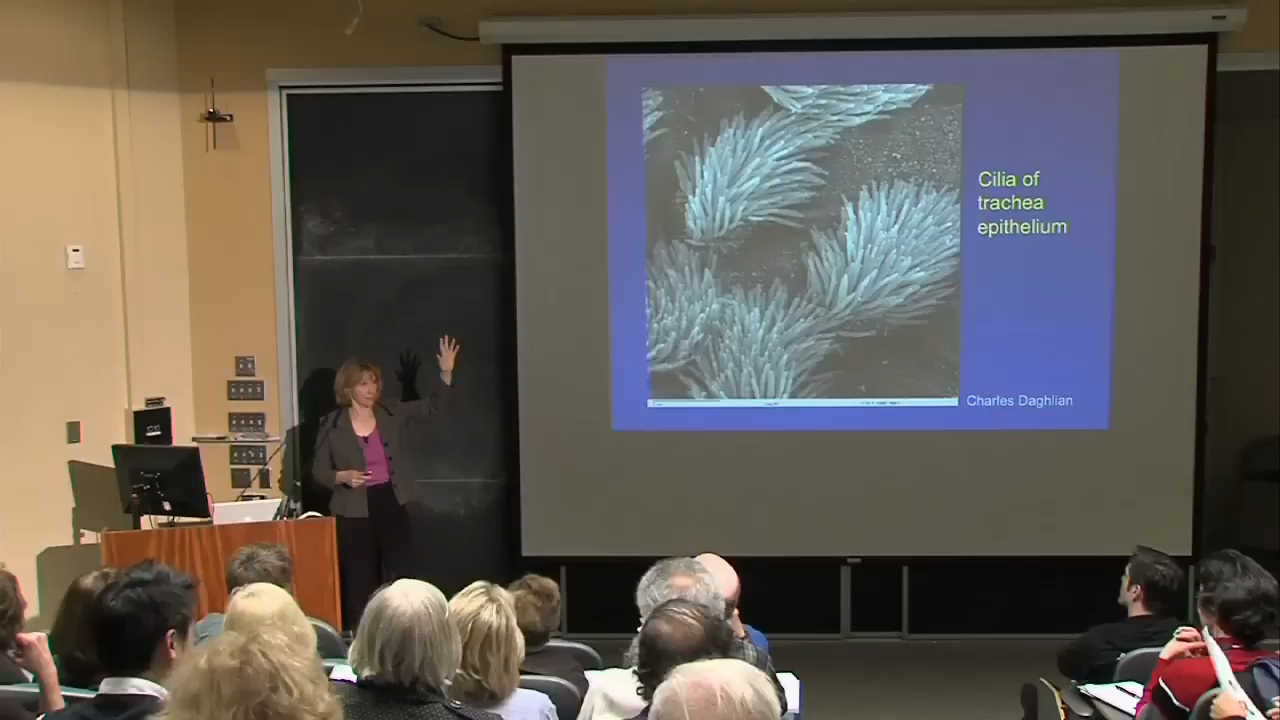 Cilia of
trachea
epithelium
Charles Daghlian